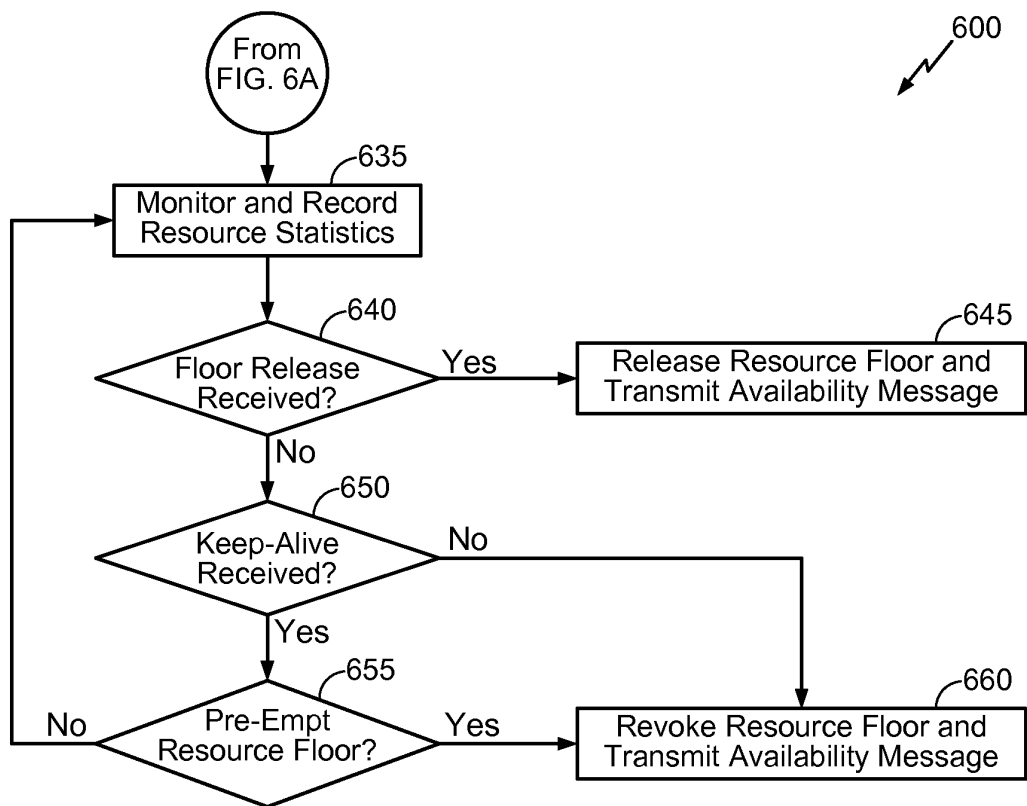 From
FIG. 6A
600
635
Monitor and Record
Resource Statistics
640
Floor Release
Received?
Yes
645
Release Resource Floor and
Transmit Availability Message
No
650
Keep-Alive
Received?
No
Yes
655
Pre-Empt
Resource Floor?
No
Yes
660
Revoke Resource Floor and
Transmit Availability Message